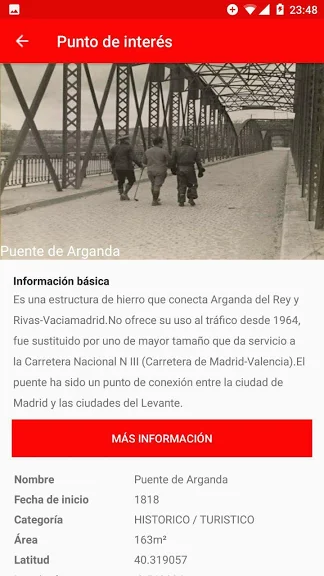 23:48
Punto de interés
Puente de Arganda
Información básica
Es una estructura de hierro que conecta Arganda del Rey y
Rivas-Vaciamadrid.No ofrece su uso al tráfico desde 1964,
fue sustituido por uno de mayor tamaño que da servicio a
la Carretera Nacional N III (Carretera de Madrid-Valencia).El
puente ha sido un punto de conexión entre la ciudad de
Madrid y las ciudades del Levante.
MÁS INFORMACIÓN
Nombre Puente de Arganda
Fecha de inicio 1818
Categoría HISTORICO / TURISTICO
Área 163m²
Latitud 40.319057